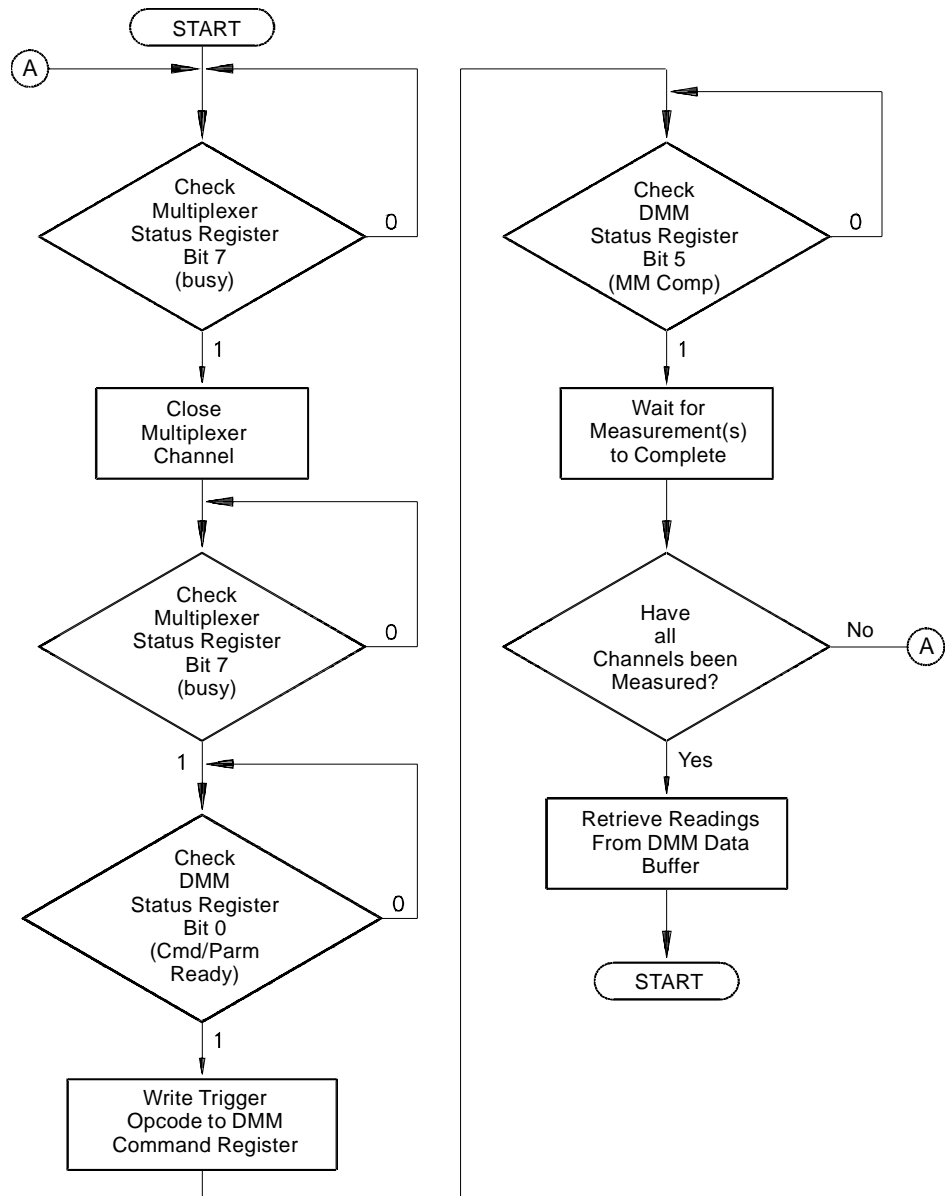 START
A
Check
Multiplexer
Status Register
Bit 7
(busy)
0
1
Close
Multiplexer
Channel
Check
Multiplexer
Status Register
Bit 7
(busy)
0
1
Check
DMM
Status Register
Bit 0
(Cmd/Parm
Ready)
0
1
Write Trigger
Opcode to DMM
Command Register
Check
DMM
Status Register
Bit 5
(MM Comp)
0
1
Wait for
Measurement(s)
to Complete
Have
all
Channels been
Measured?
No
A
Yes
Retrieve Readings
From DMM Data
Buffer
START